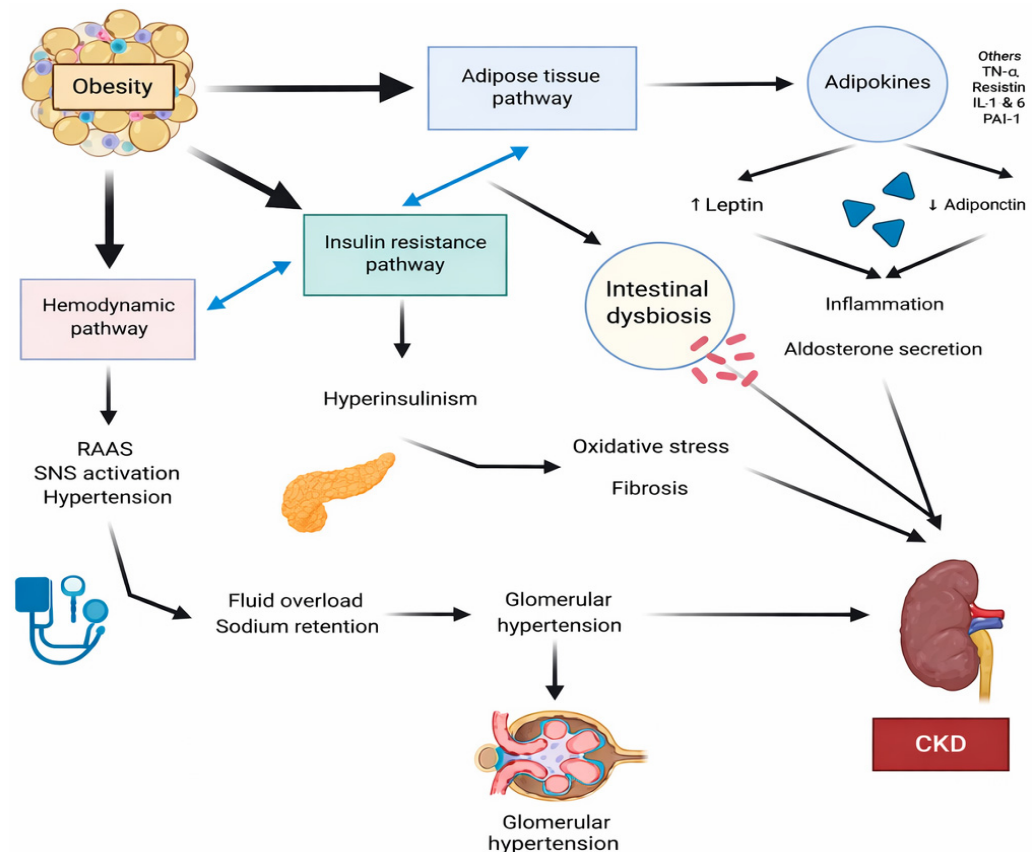 Obesity
Adipose tissue
pathway
Adipokines
Others
TN-α,
Resistin
IL-1 & 6
PAI-1
↑ Leptin
↓ Adiponctin
Insulin resistance
pathway
Hemodynamic
pathway
Intestinal
dysbiosis
Inflammation
Aldosterone secretion
Hyperinsulinism
RAAS
SNS activation
Hypertension
Oxidative stress
Fibrosis
Fluid overload
Sodium retention
Glomerular
hypertension
CKD
Glomerular
hypertension